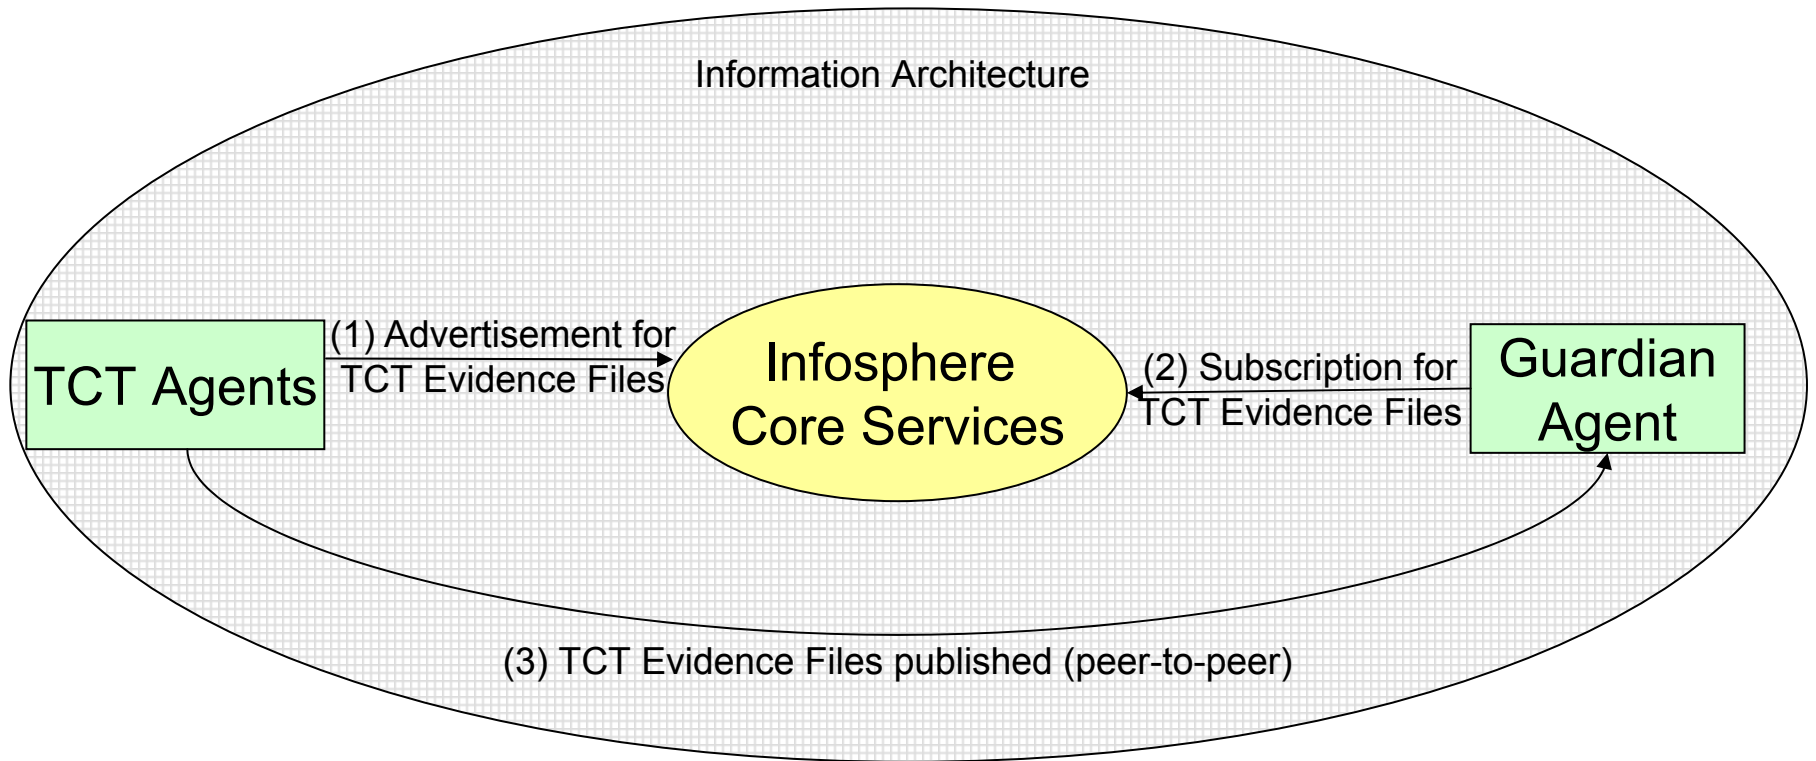 Information Architecture
(1) Advertisement for
TCT Evidence Files
TCT Agents
Infosphere
Core Services
(2) Subscription for
TCT Evidence Files
Guardian
Agent
(3) TCT Evidence Files published (peer-to-peer)